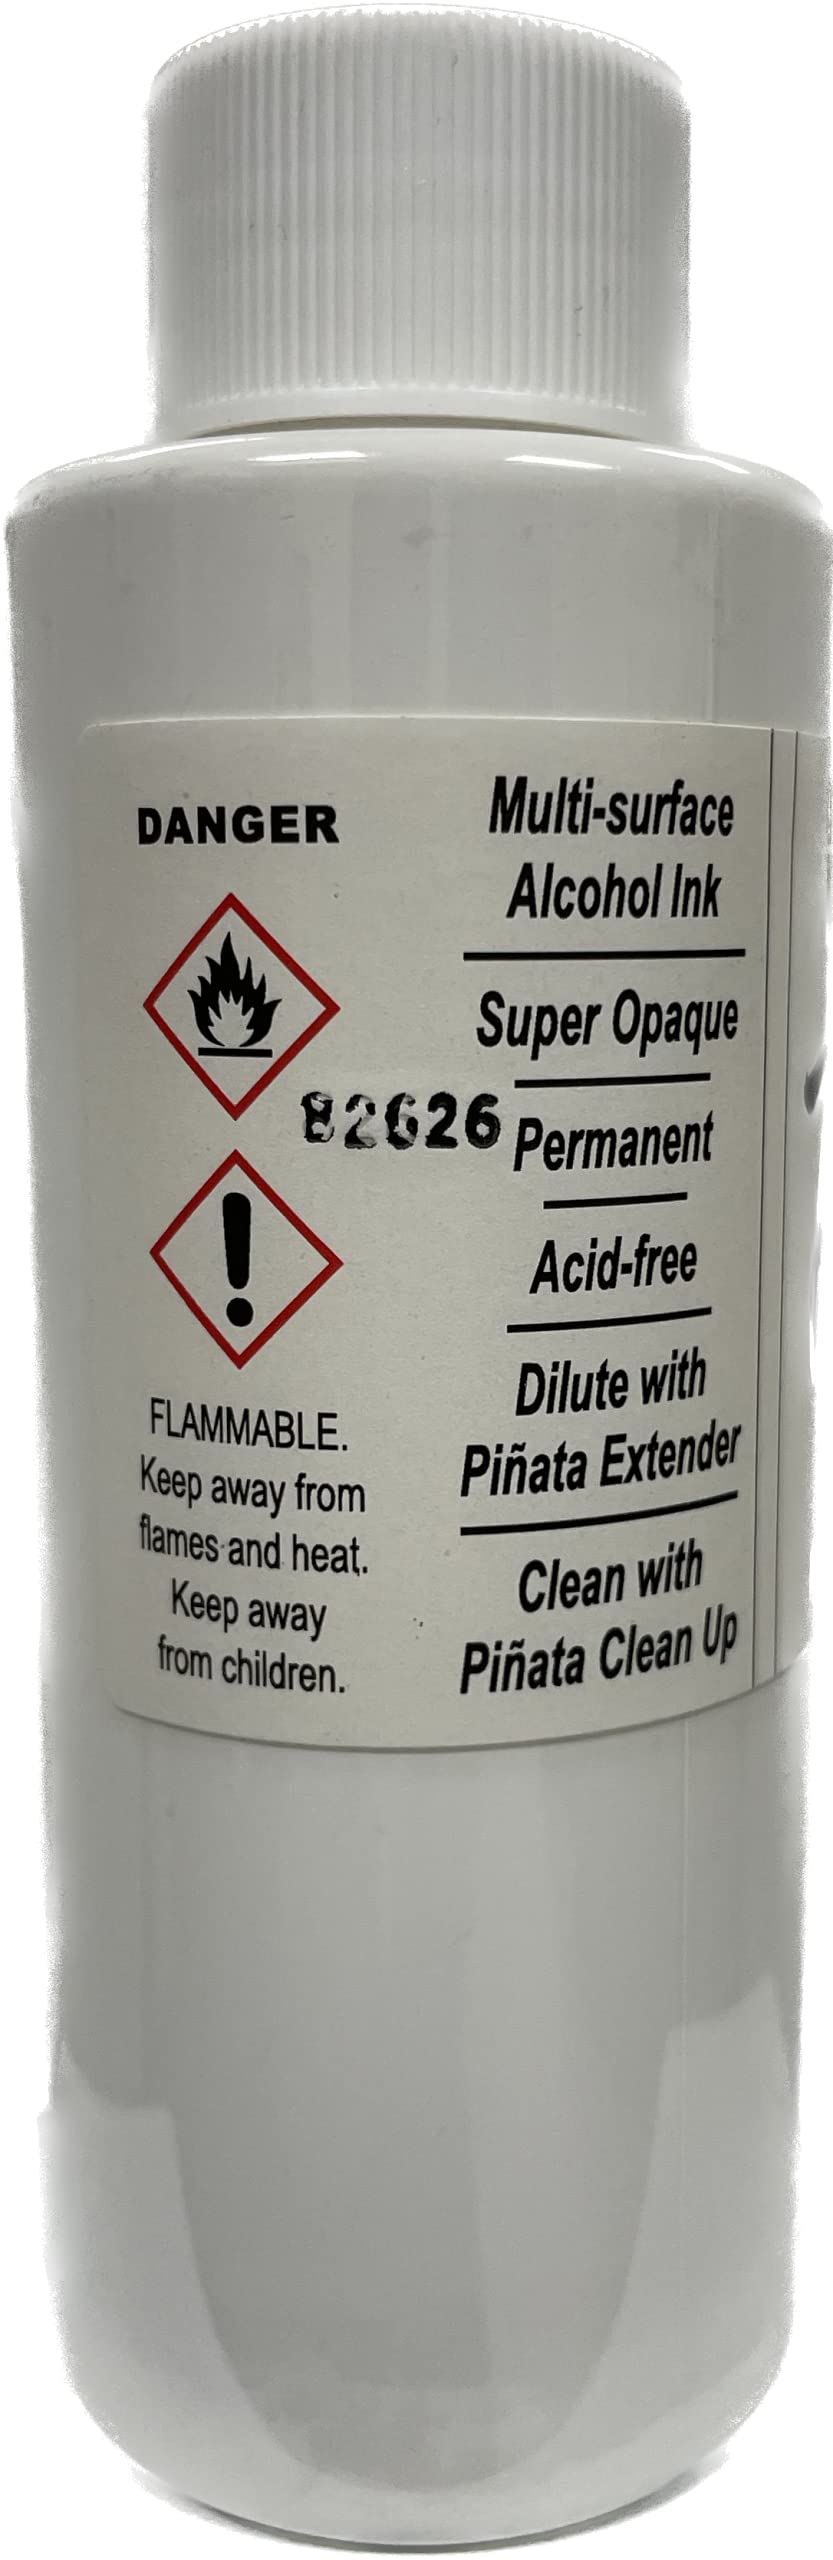 DANGER
FLAMMABLE.
Keep away from
flames and heat.
Keep away
from children.
82626
Multi-surface
Alcohol Ink
Super Opaque
Permanent
Acid-free
Dilute with
Piñata Extender
Clean with
Piñata Clean Up